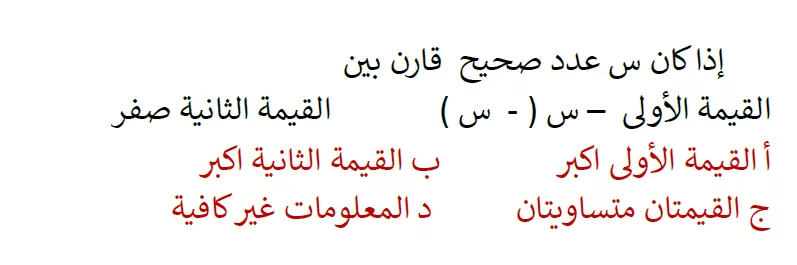 إذا كان س عدد صحيح قارن بين
القيمة الأولى – س ( - س ) القيمة الثانية صفر
أ القيمة الأولى اكبر ب القيمة الثانية اكبر
ج القيمتان متساويتان د المعلومات غير كافية